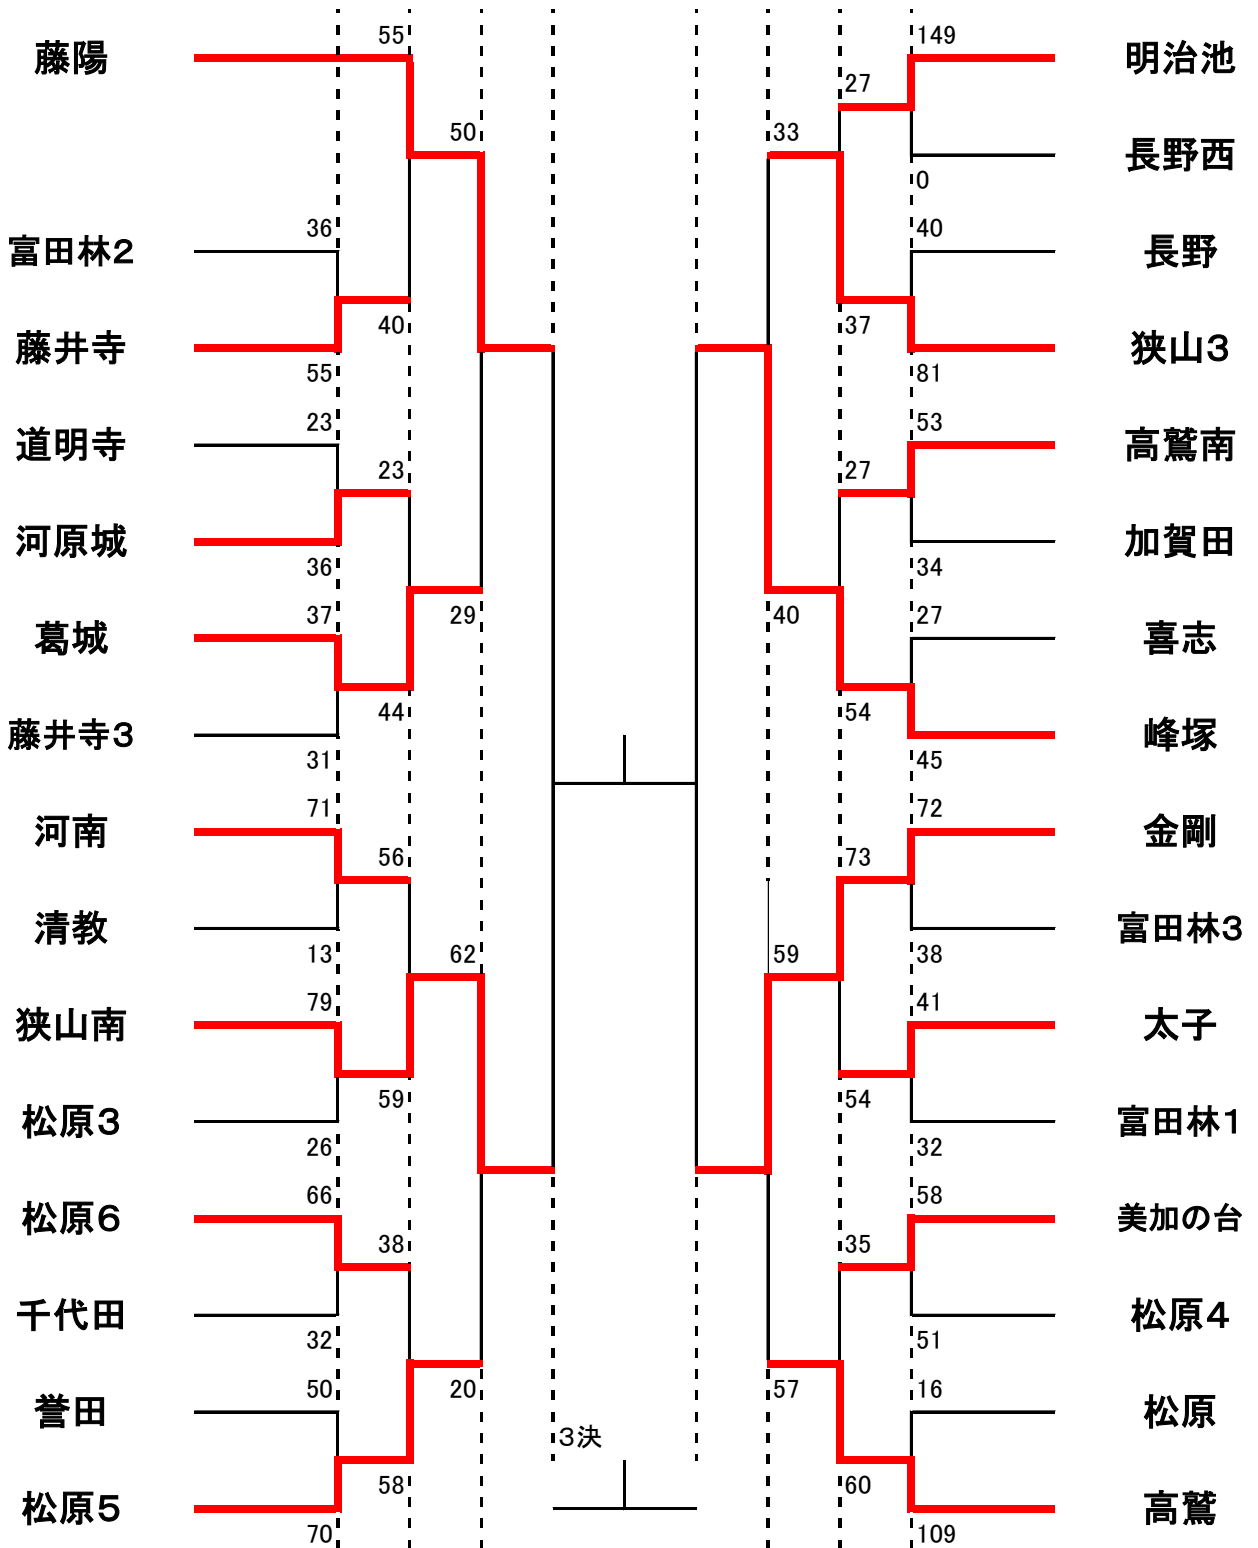 55
149
藤陽
明治池
27
50
33
長野西
0
36
40
富田林2
長野
40
37
藤井寺
狭山3
55
81
23
53
道明寺
高鷲南
23
27
河原城
加賀田
36
34
37
29
40
27
葛城
喜志
44
54
藤井寺3
峰塚
31
45
71
72
河南
金剛
56
73
清教
富田林3
13
62
59
38
79
41
狭山南
太子
59
54
松原3
富田林1
26
32
66
58
松原6
美加の台
38
35
千代田
松原4
32
51
50
20
57
16
誉田
松原
3決
58
60
松原5
高鷲
70
109